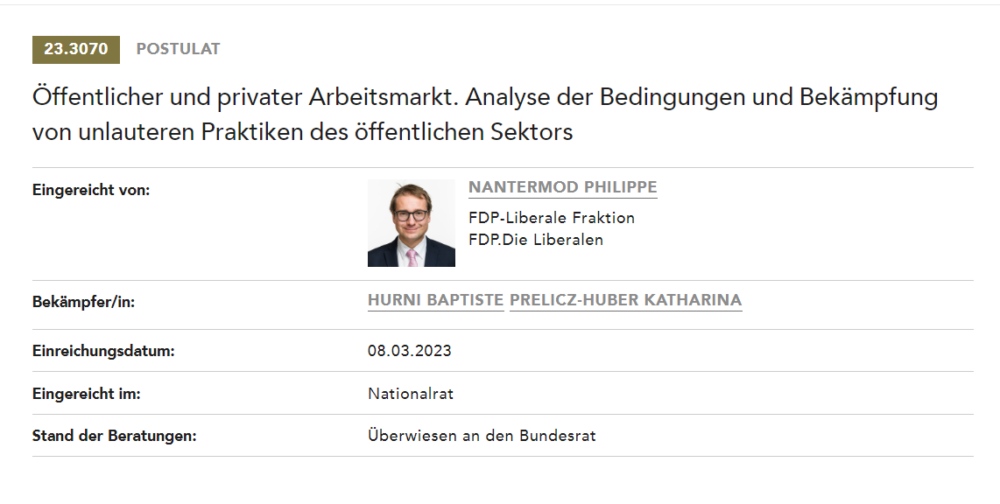 23.3070 POSTULAT
Öffentlicher und privater Arbeitsmarkt. Analyse der Bedingungen und Bekämpfung
von unlauteren Praktiken des öffentlichen Sektors
Eingereicht von:
NANTERMOD PHILIPPE
FDP-Liberale Fraktion
FDP.Die Liberalen
Bekämpfer/in: HURNI BAPTISTE PRELICZ-HUBER KATHARINA
Einreichungsdatum: 08.03.2023
Eingereicht im: Nationalrat
Stand der Beratungen: Überwiesen an den Bundesrat